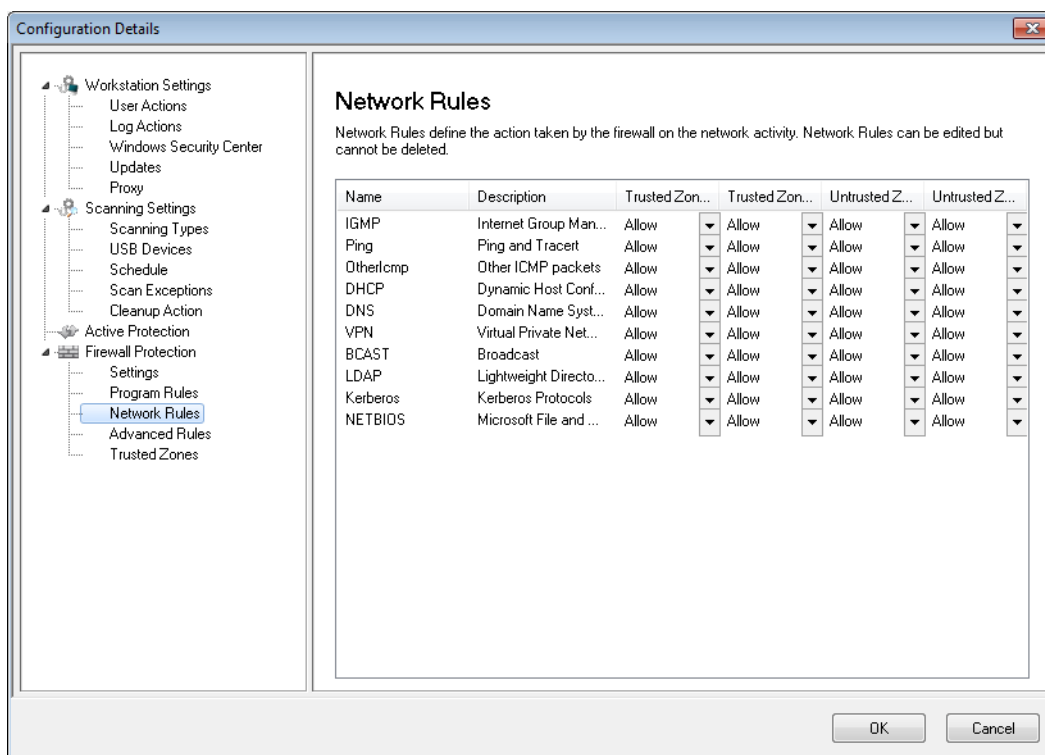 Configuration Details
Workstation Settings
User Actions
Log Actions
Windows Security Center
Updates
Proxy
Scanning Settings
Scanning Types
USB Devices
Schedule
Scan Exceptions
Cleanup Action
Active Protection
Firewall Protection
Settings
Program Rules
Network Rules
Advanced Rules
Trusted Zones
Network Rules
Network Rules define the action taken by the firewall on the network activity. Network Rules can be edited but
cannot be deleted.
Name Description Trusted Zon... Trusted Zon... Untrusted Z... Untrusted Z...
IGMP Internet Group Man... Allow Allow Allow Allow
Ping Ping and Tracert Allow Allow Allow Allow
OtherIcmp Other ICMP packets Allow Allow Allow Allow
DHCP Dynamic Host Conf... Allow Allow Allow Allow
DNS Domain Name Syst... Allow Allow Allow Allow
VPN Virtual Private Net... Allow Allow Allow Allow
BCAST Broadcast Allow Allow Allow Allow
LDAP Lightweight Directo... Allow Allow Allow Allow
Kerberos Kerberos Protocols Allow Allow Allow Allow
NETBIOS Microsoft File and ... Allow Allow Allow Allow
OK Cancel